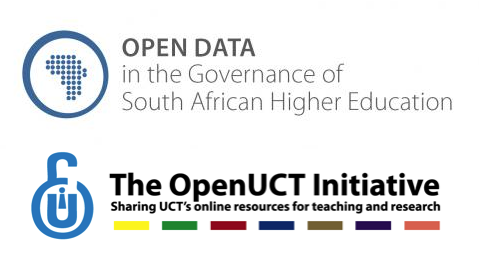 OPEN DATA
in the Governance of
South African Higher Education
The OpenUCT Initiative
Sharing UCT's online resources for teaching and research